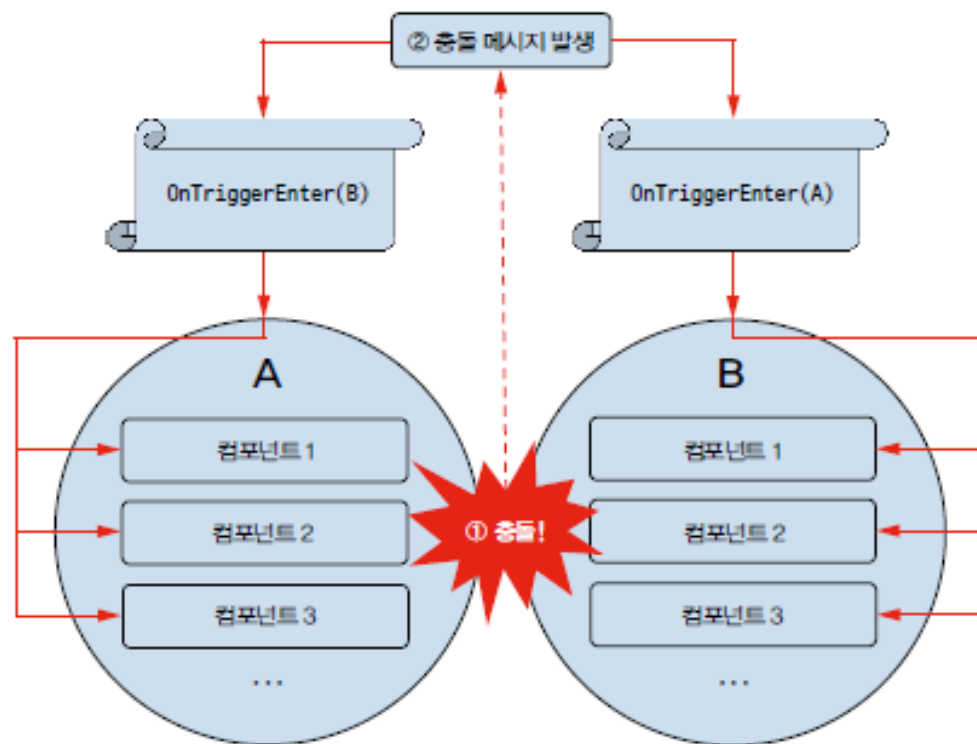 ② 충돌 메시지 발생
OnTriggerEnter(B)
OnTriggerEnter(A)
A
컴포넌트 1
컴포넌트 2
컴포넌트 3
...
① 충돌!
B
컴포넌트 1
컴포넌트 2
컴포넌트 3
...